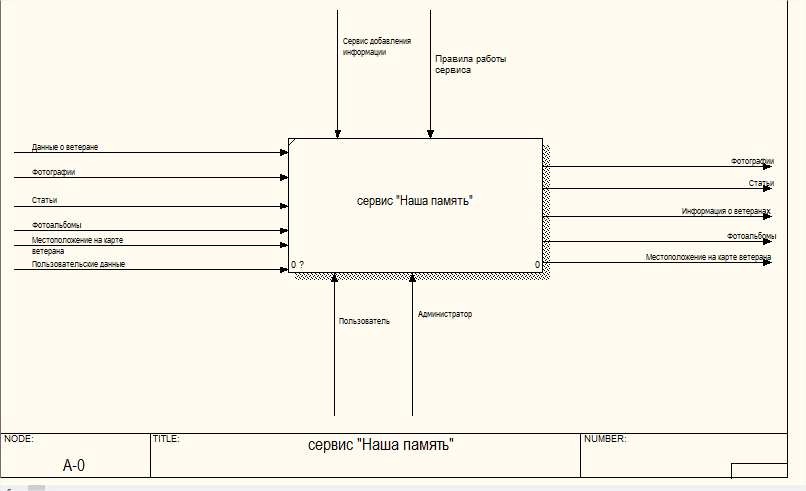 Сервис добавления
информации
Правила работы
сервиса
Данные о ветеране
Фотографии
Статьи
Фотоальбомы
Местоположение на карте
ветерана
Пользовательские данные
сервис "Наша память"
0 ?
0
Фотографии
Статьи
Информация о ветеранах
Фотоальбомы
Местоположение на карте ветерана
Пользователь
Администратор
NODE:
A-0
TITLE:
сервис "Наша память"
NUMBER: